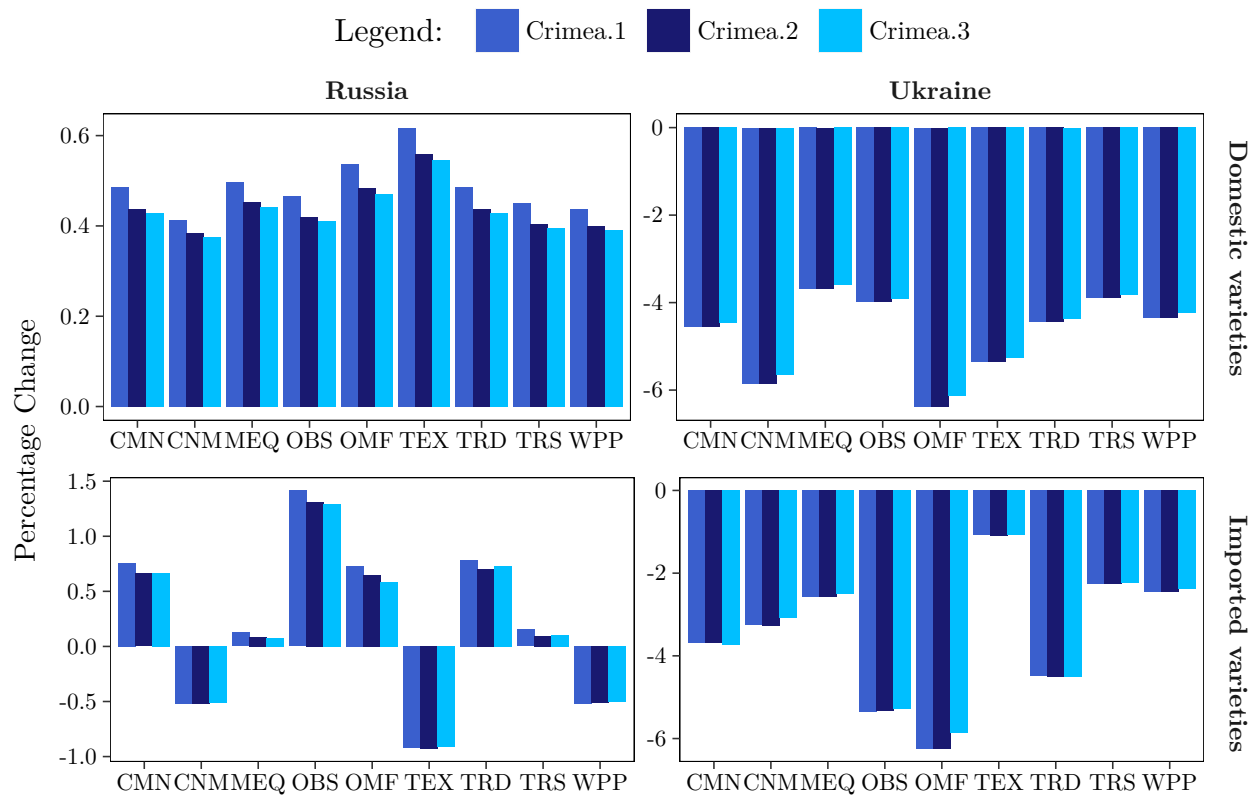 Legend: Crimea.1 Crimea.2 Crimea.3
Russia Ukraine
Percentage Change
0.6
0.4
0.2
0.0
CMN CNM MEQ OBS OMF TEX TRD TRS WPP
0
-2
-4
-6
CMN CNM MEQ OBS OMF TEX TRD TRS WPP
Domestic varieties
1.5
1.0
0.5
0.0
-0.5
-1.0
CMN CNM MEQ OBS OMF TEX TRD TRS WPP
0
-2
-4
-6
CMN CNM MEQ OBS OMF TEX TRD TRS WPP
Imported varieties